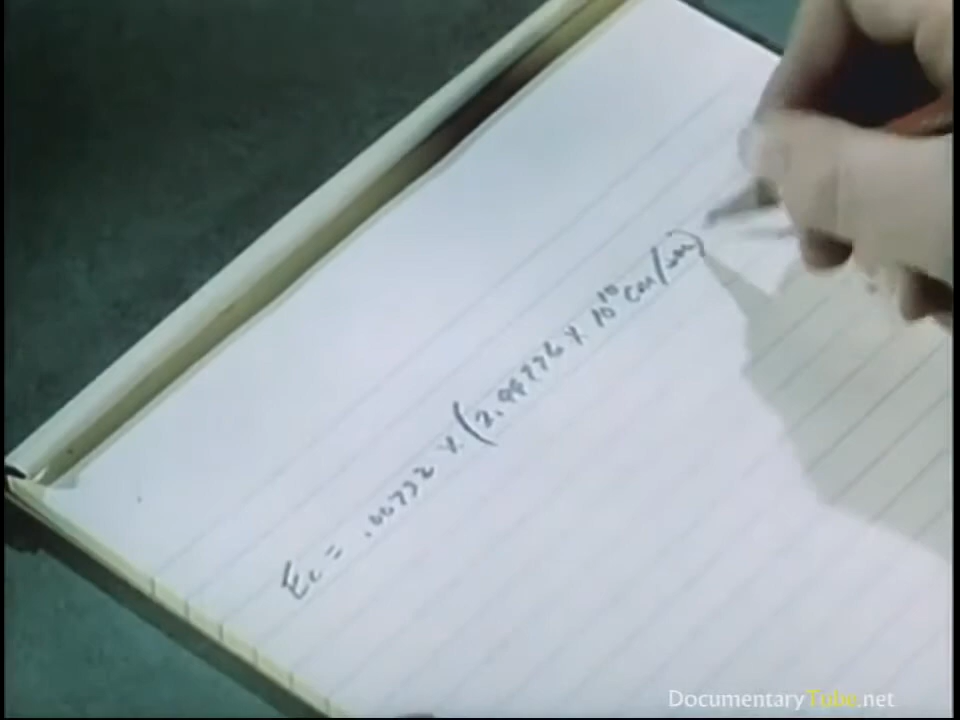 Ec = .00732 x (2.99776 x 10¹⁰ cm/sec)
DocumentaryTube.net